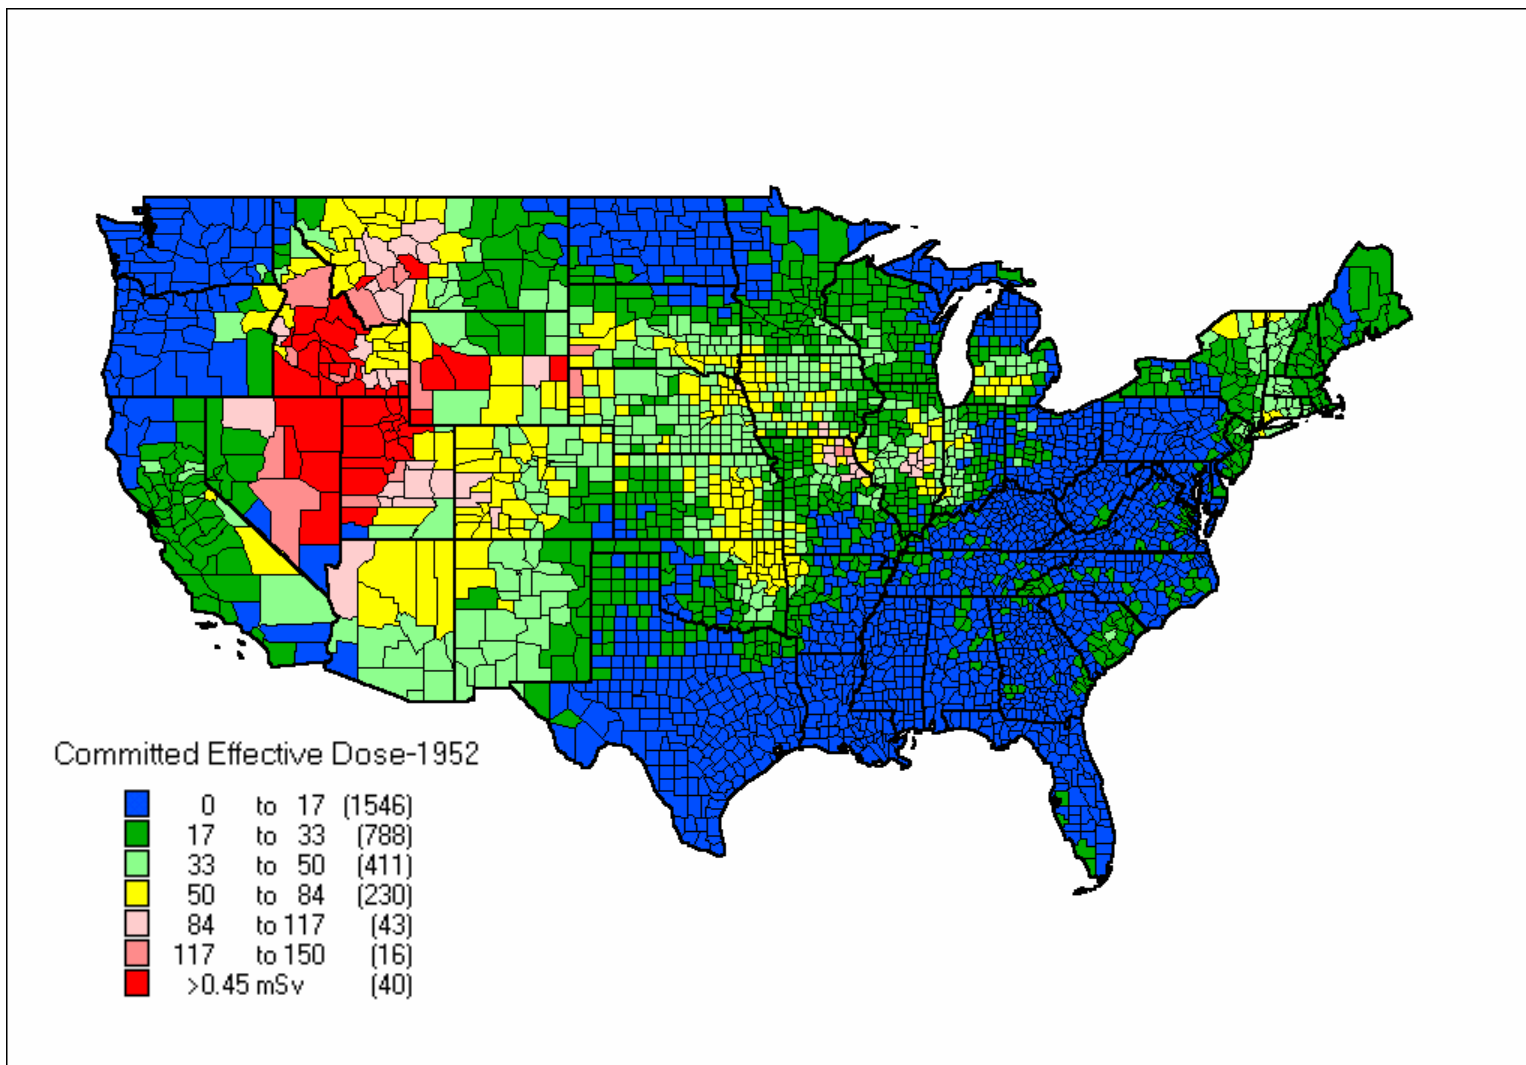 Committed Effective Dose-1952
0 to 17 (1546)
17 to 33 (788)
33 to 50 (411)
50 to 84 (230)
84 to 117 (43)
117 to 150 (16)
>0.45 mSv (40)